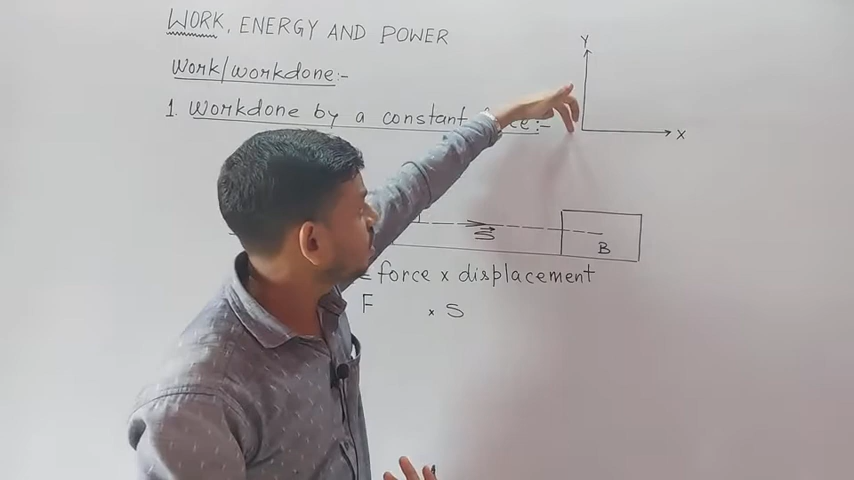 WORK, ENERGY AND POWER
Work/workdone:-
1. Workdone by a constant :-
Y
X
S
B
= force x displacement
F x S